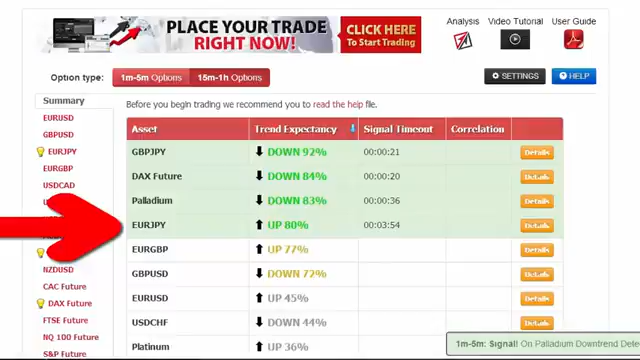 PLACE YOUR TRADE
RIGHT NOW!
CLICK HERE
To Start Trading
Analysis
Video Tutorial
User Guide
Option type:
1m-5m Options
15m-1h Options
SETTINGS
HELP
Summary
EURUSD
GBPUSD
EURJPY
EURGBP
USDCAD
NZDUSD
CAC Future
DAX Future
FTSE Future
NQ 100 Future
S&P Future
Before you begin trading we recommend you to read the help file.
Asset Trend Expectancy Signal Timeout Correlation
GBPJPY DOWN 92% 00:00:21 Details
DAX Future DOWN 84% 00:00:20 Details
Palladium DOWN 83% 00:00:36 Details
EURJPY UP 80% 00:03:54 Details
EURGBP UP 77% Details
GBPUSD DOWN 72% Details
EURUSD UP 45% Details
USDCHF DOWN 44% Details
Platinum UP 36%
1m-5m: Signal! On Palladium Downtrend Dete